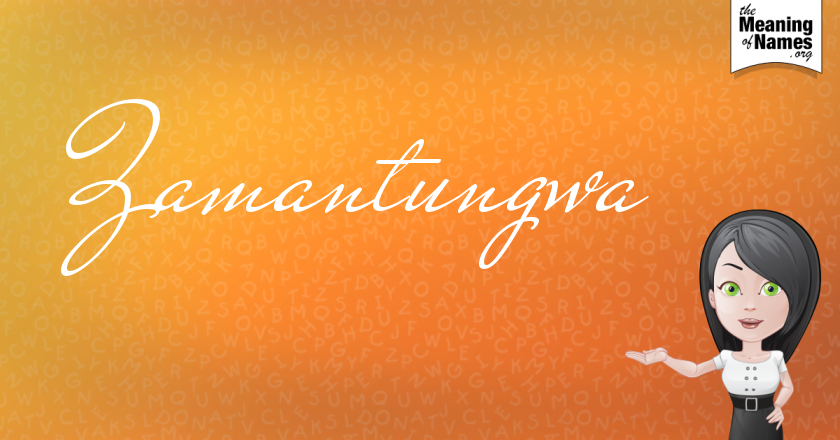 the
Meaning
of Names
.org
Zamantungwa